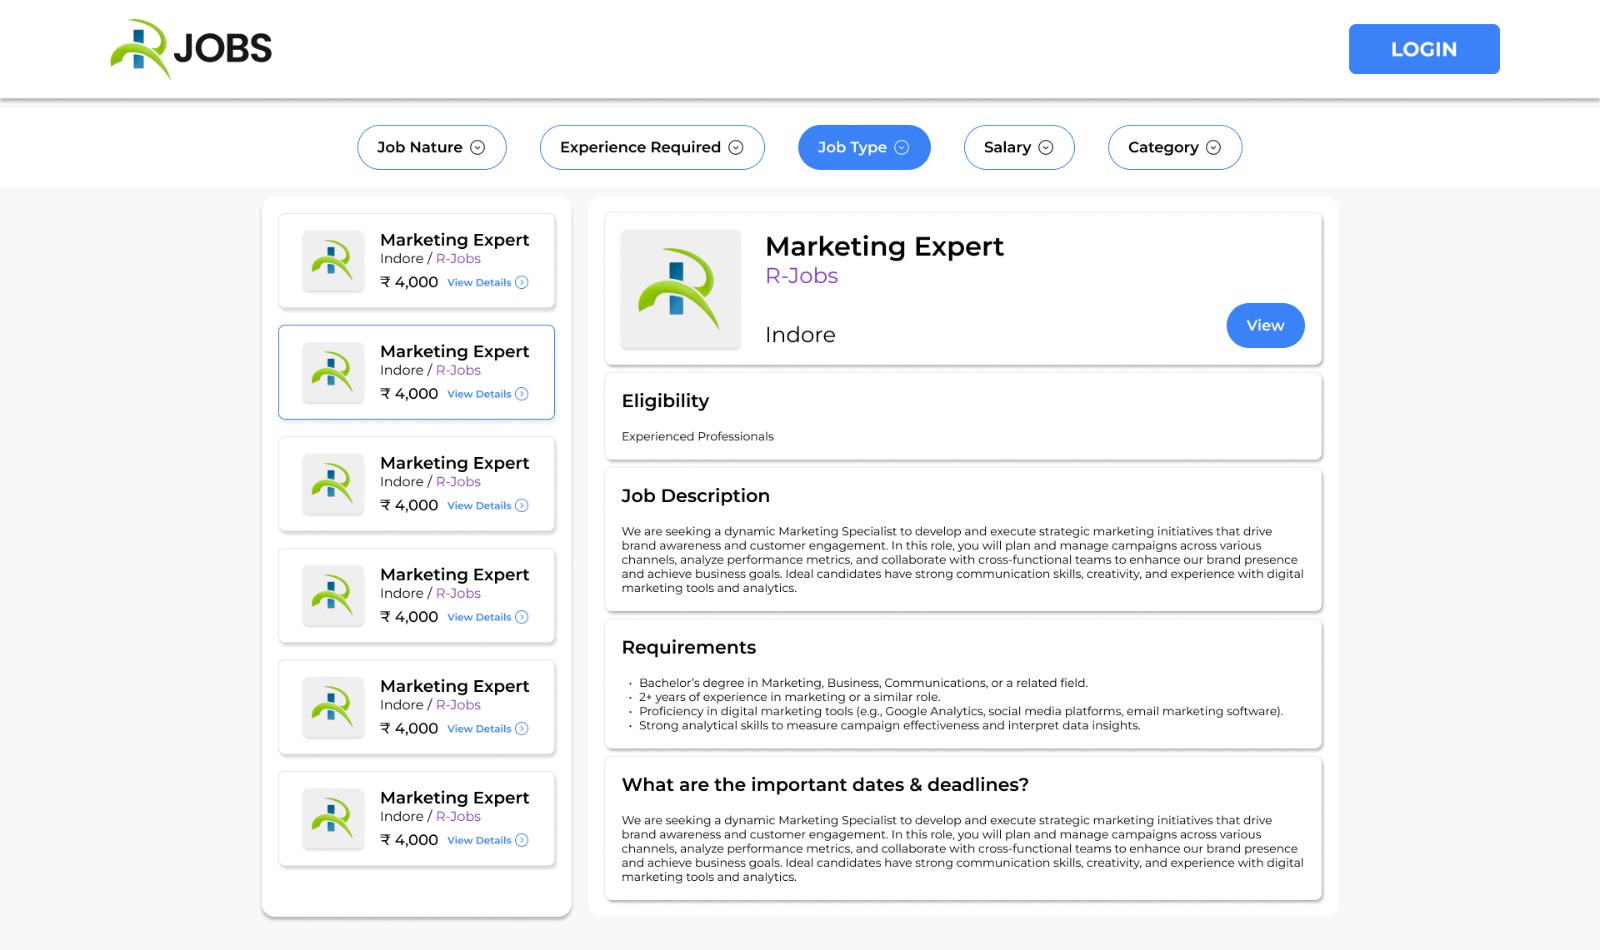 R JOBS
LOGIN
Job Nature
Experience Required
Job Type
Salary
Category
Marketing Expert
Indore / R-Jobs
₹ 4,000 View Details
Marketing Expert
Indore / R-Jobs
₹ 4,000 View Details
Marketing Expert
Indore / R-Jobs
₹ 4,000 View Details
Marketing Expert
Indore / R-Jobs
₹ 4,000 View Details
Marketing Expert
Indore / R-Jobs
₹ 4,000 View Details
Marketing Expert
Indore / R-Jobs
₹ 4,000 View Details
Marketing Expert
R-Jobs
Indore
View
Eligibility
Experienced Professionals
Job Description
We are seeking a dynamic Marketing Specialist to develop and execute strategic marketing initiatives that drive
brand awareness and customer engagement. In this role, you will plan and manage campaigns across various
channels, analyze performance metrics, and collaborate with cross-functional teams to enhance our brand presence
and achieve business goals. Ideal candidates have strong communication skills, creativity, and experience with digital
marketing tools and analytics.
Requirements
• Bachelor’s degree in Marketing, Business, Communications, or a related field.
• 2+ years of experience in marketing or a similar role.
• Proficiency in digital marketing tools (e.g., Google Analytics, social media platforms, email marketing software).
• Strong analytical skills to measure campaign effectiveness and interpret data insights.
What are the important dates & deadlines?
We are seeking a dynamic Marketing Specialist to develop and execute strategic marketing initiatives that drive
brand awareness and customer engagement. In this role, you will plan and manage campaigns across various
channels, analyze performance metrics, and collaborate with cross-functional teams to enhance our brand presence
and achieve business goals. Ideal candidates have strong communication skills, creativity, and experience with digital
marketing tools and analytics.